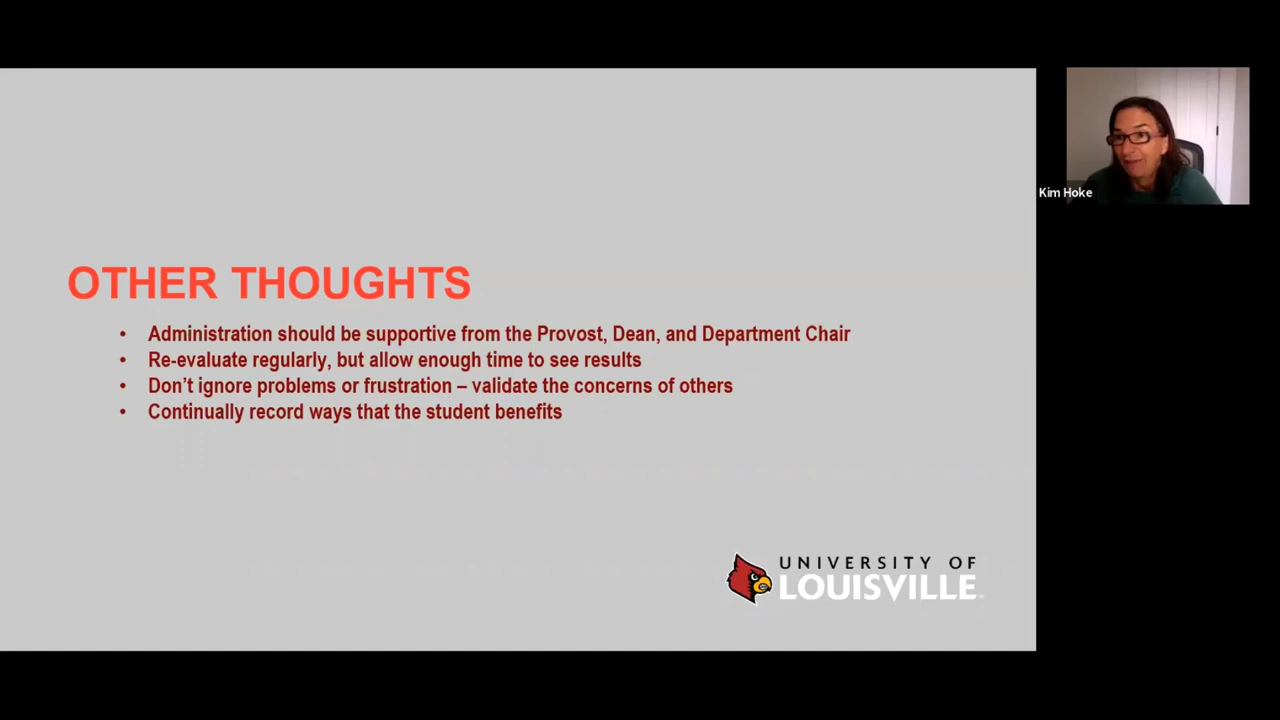 OTHER THOUGHTS
• Administration should be supportive from the Provost, Dean, and Department Chair
• Re-evaluate regularly, but allow enough time to see results
• Don’t ignore problems or frustration – validate the concerns of others
• Continually record ways that the student benefits
UNIVERSITY OF
LOUISVILLE
Kim Hoke